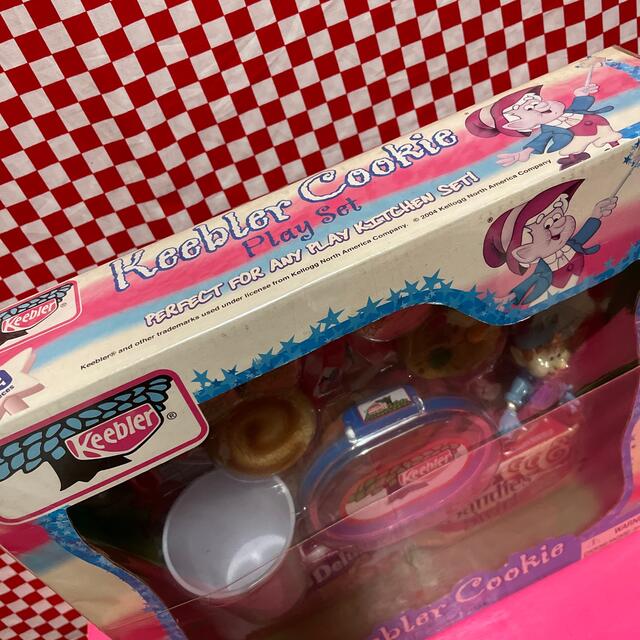 Keebler Cookie
Play Set
PERFECT FOR ANY PLAY KITCHEN SET!
Keebler® and other trademarks used under license from Kellogg North America Company. © 2004 Kellogg North America Company
Keebler
Keebler ®
Keebler
Keebler Cookie
WARNING